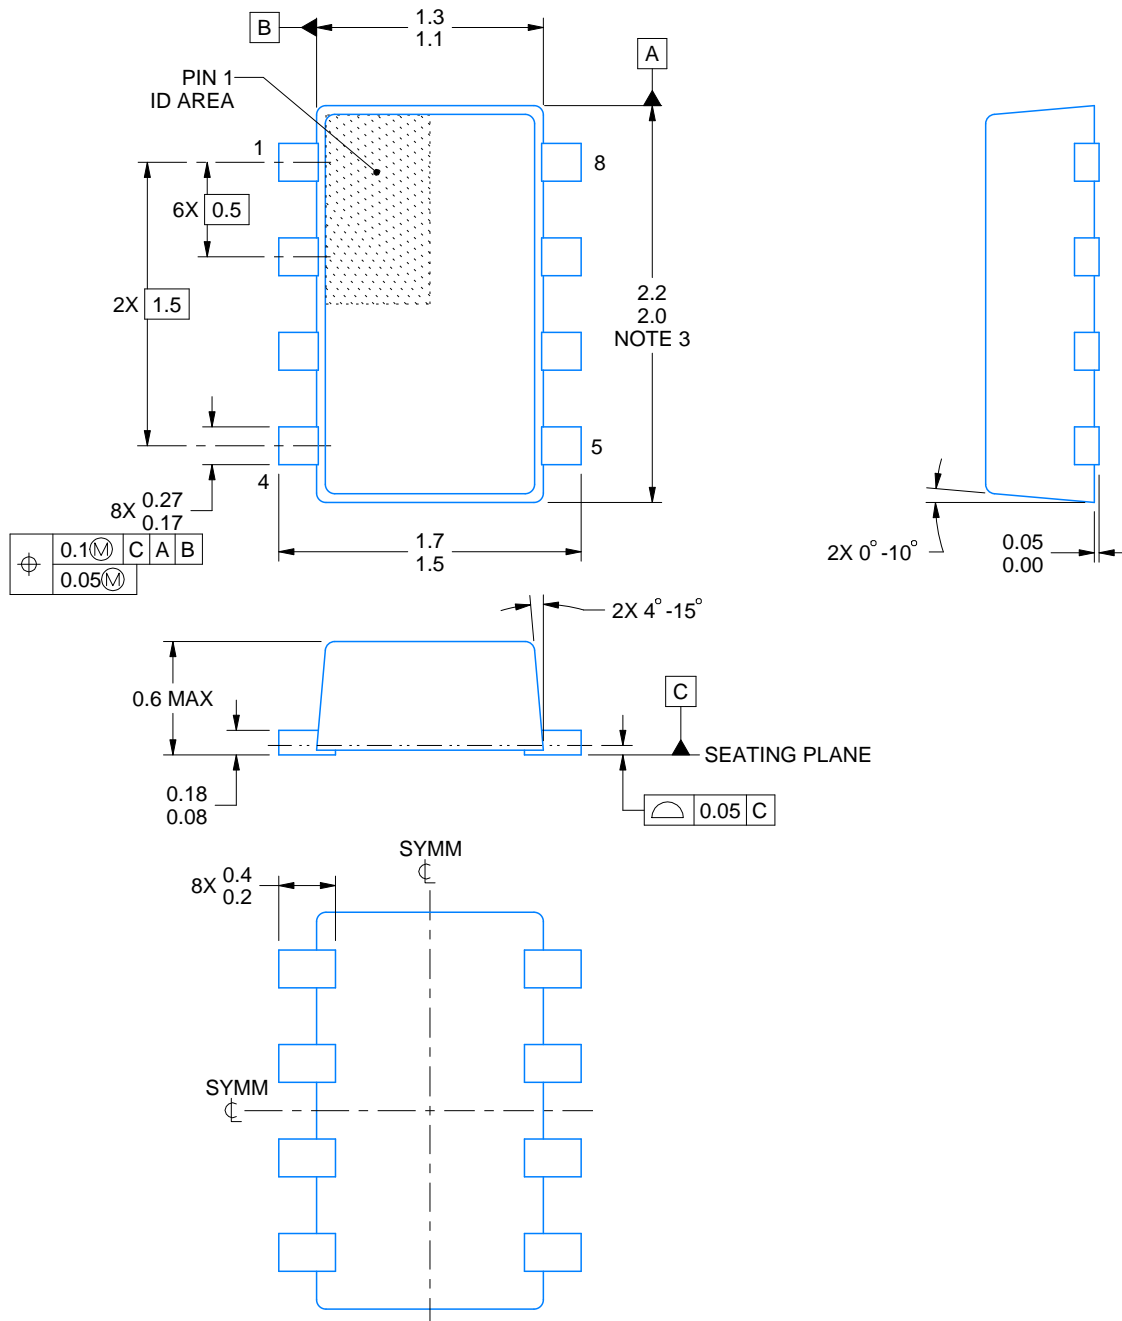 B
1.3
1.1
A
PIN 1
ID AREA
1
8
6X 0.5
2X 1.5
2.2
2.0
NOTE 3
4
5
8X 0.27
0.17
0.1Ⓜ C A B
0.05Ⓜ
1.7
1.5
2X 0°-10°
0.05
0.00
2X 4°-15°
0.6 MAX
C
SEATING PLANE
0.18
0.08
0.05 C
SYMM
8X 0.4
0.2
SYMM